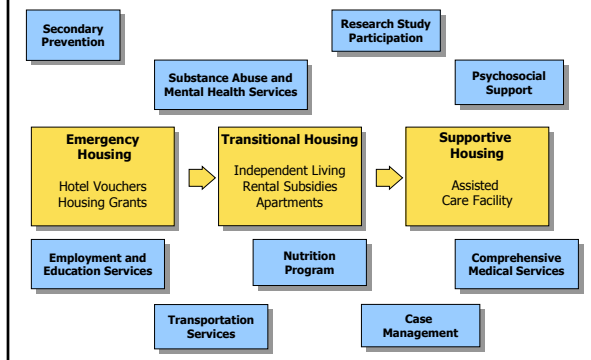 Secondary
Prevention
Research Study
Participation
Substance Abuse and
Mental Health Services
Psychosocial
Support
Emergency
Housing
Hotel Vouchers
Housing Grants
Transitional Housing
Independent Living
Rental Subsidies
Apartments
Supportive
Housing
Assisted
Care Facility
Employment and
Education Services
Nutrition
Program
Comprehensive
Medical Services
Transportation
Services
Case
Management